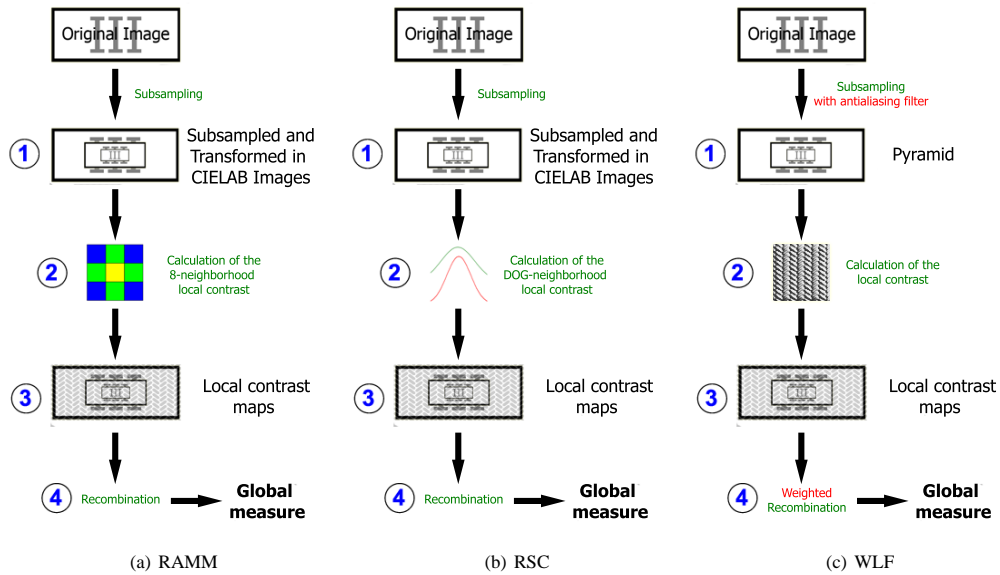 Original Image
Subsampling
1
Subsampled and
Transformed in
CIELAB Images
2
Calculation of the
8-neighborhood
local contrast
3
Local contrast
maps
4
Recombination
Global
measure
(a) RAMM
Original Image
Subsampling
1
Subsampled and
Transformed in
CIELAB Images
2
Calculation of the
DOG-neighborhood
local contrast
3
Local contrast
maps
4
Recombination
Global
measure
(b) RSC
Original Image
Subsampling
with antialiasing filter
1
Pyramid
2
Calculation of the
local contrast
3
Local contrast
maps
4
Weighted
Recombination
Global
measure
(c) WLF